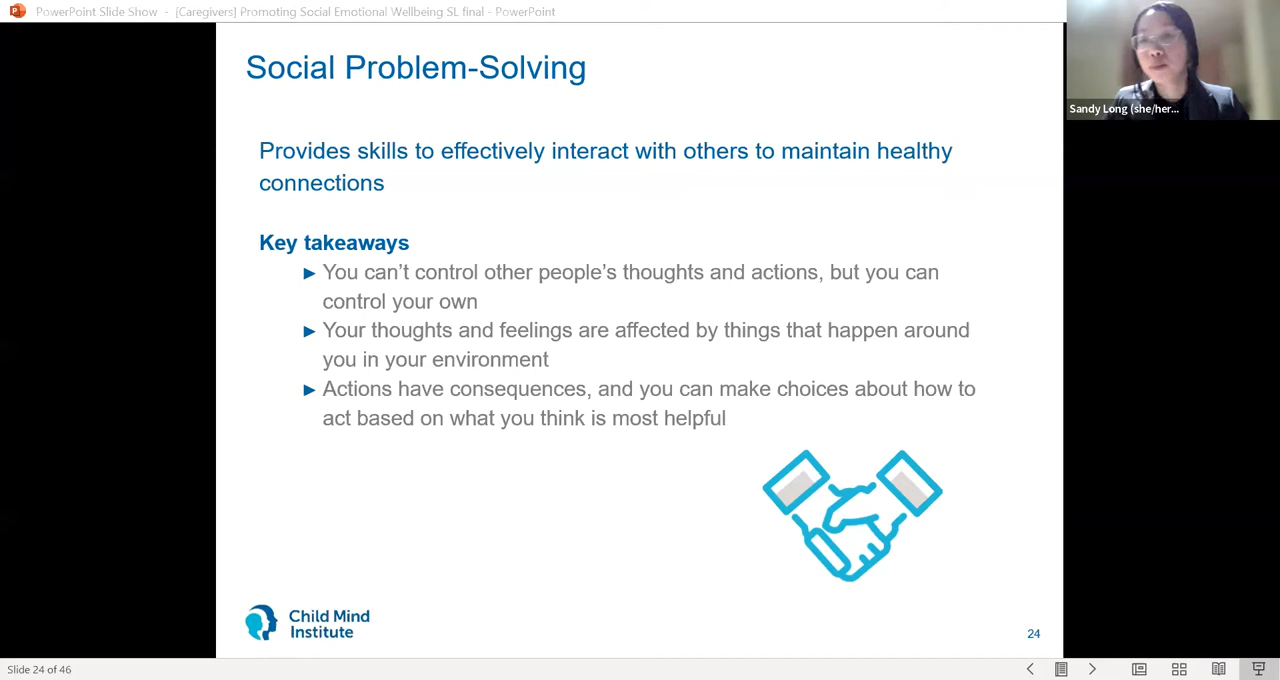 PowerPoint Slide Show - [Caregivers] Promoting Social Emotional Wellbeing SL final - PowerPoint
Sandy Long (she/her...
Social Problem-Solving
Provides skills to effectively interact with others to maintain healthy
connections
Key takeaways
► You can’t control other people’s thoughts and actions, but you can
control your own
► Your thoughts and feelings are affected by things that happen around
you in your environment
► Actions have consequences, and you can make choices about how to
act based on what you think is most helpful
Child Mind
Institute
24
Slide 24 of 46